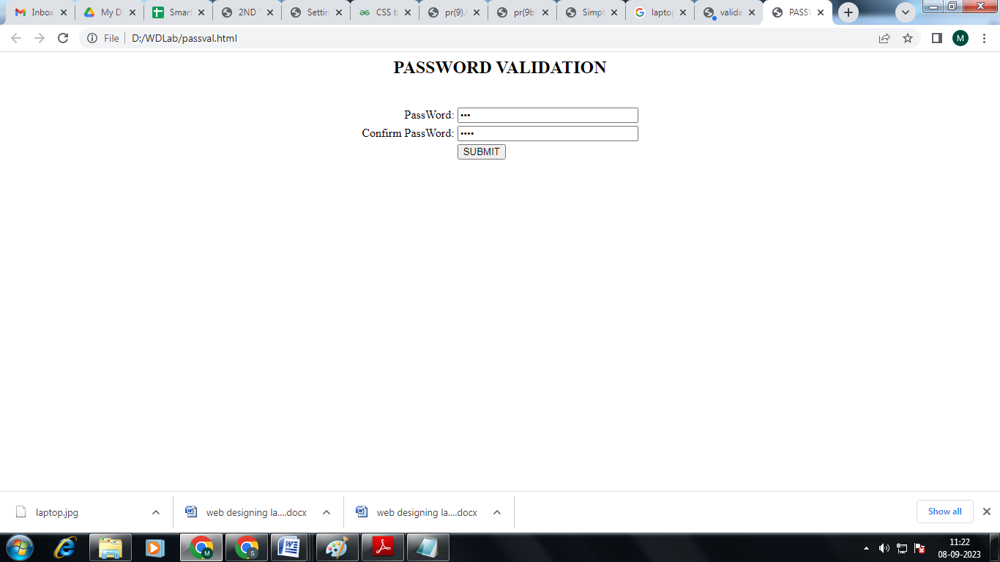 Inbox My D Smart 2ND Settin CSS b pr(9). pr(9b) Simpl lapto valida PASS
File D:/WDLab/passval.html M
PASSWORD VALIDATION
PassWord: •••
Confirm PassWord: ••••
SUBMIT
laptop.jpg web designing la....docx web designing la....docx Show all
M S W
11:22
08-09-2023